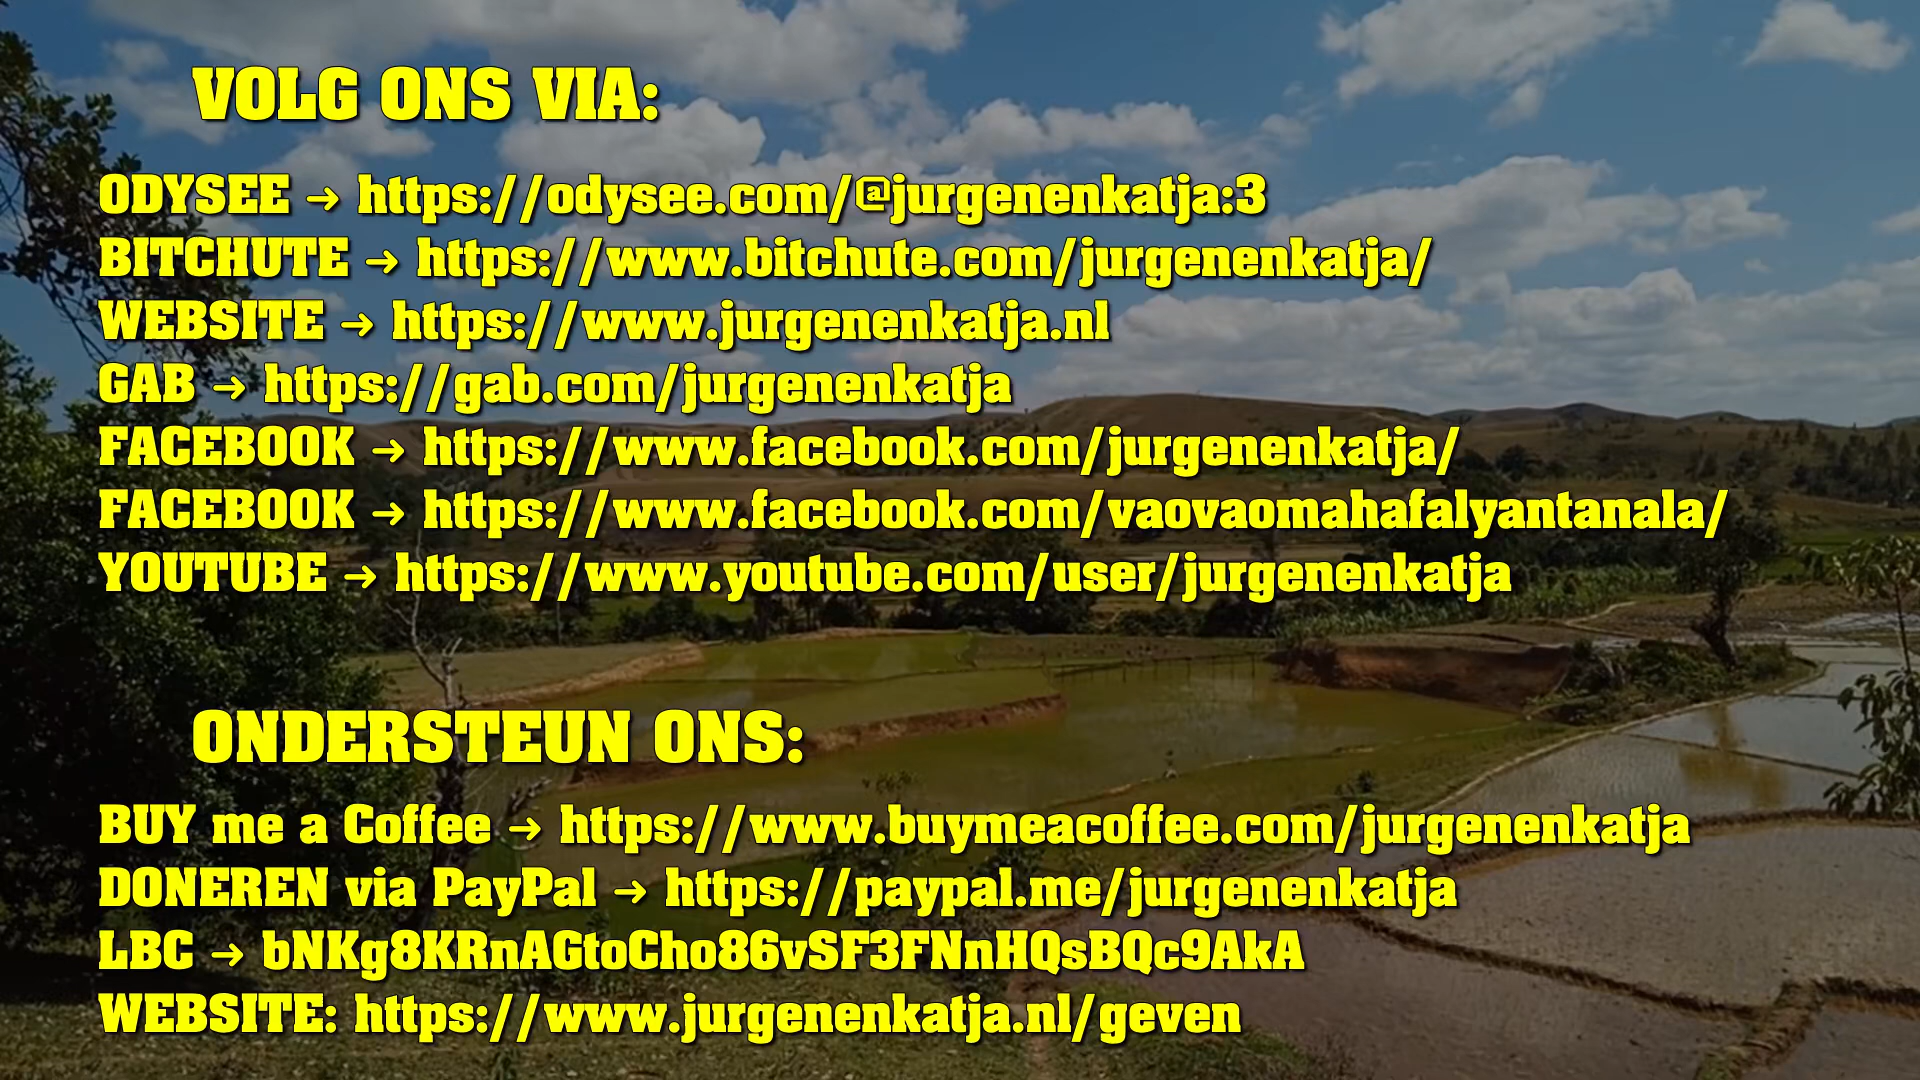 VOLG ONS VIA:
ODYSEE → https://odysee.com/@jurgenenkatja:3
BITCHUTE → https://www.bitchute.com/jurgenenkatja/
WEBSITE → https://www.jurgenenkatja.nl
GAB → https://gab.com/jurgenenkatja
FACEBOOK → https://www.facebook.com/jurgenenkatja/
FACEBOOK → https://www.facebook.com/vaovaomahafalyantanala/
YOUTUBE → https://www.youtube.com/user/jurgenenkatja
ONDERSTEUN ONS:
BUY me a Coffee → https://www.buymeacoffee.com/jurgenenkatja
DONEREN via PayPal → https://paypal.me/jurgenenkatja
LBC → bNKg8KRnAGtoCho86vSF3FNnHQsBQc9AkA
WEBSITE: https://www.jurgenenkatja.nl/geven